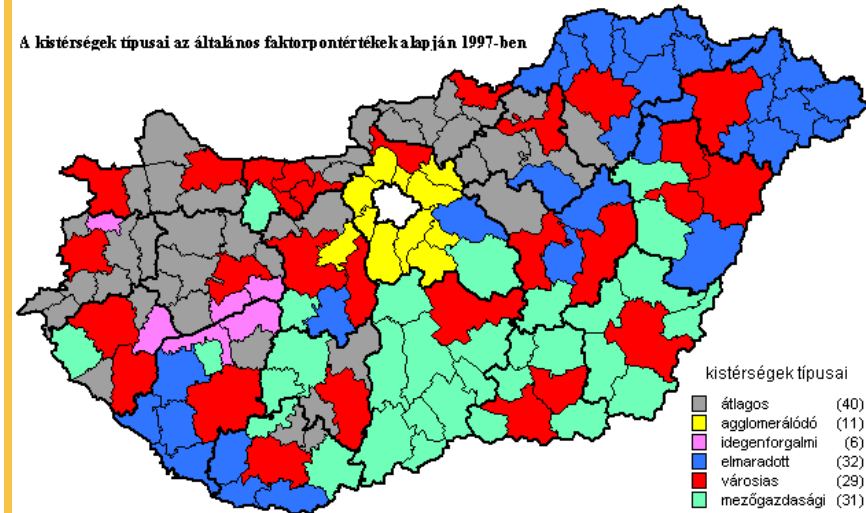 A kistérségek típusai az általános faktorpontértékek alapján 1997-ben
kistérségek típusai
átlagos (40)
agglomerálódó (11)
idegenforgalmi (6)
elmaradott (32)
városias (29)
mezőgazdasági (31)